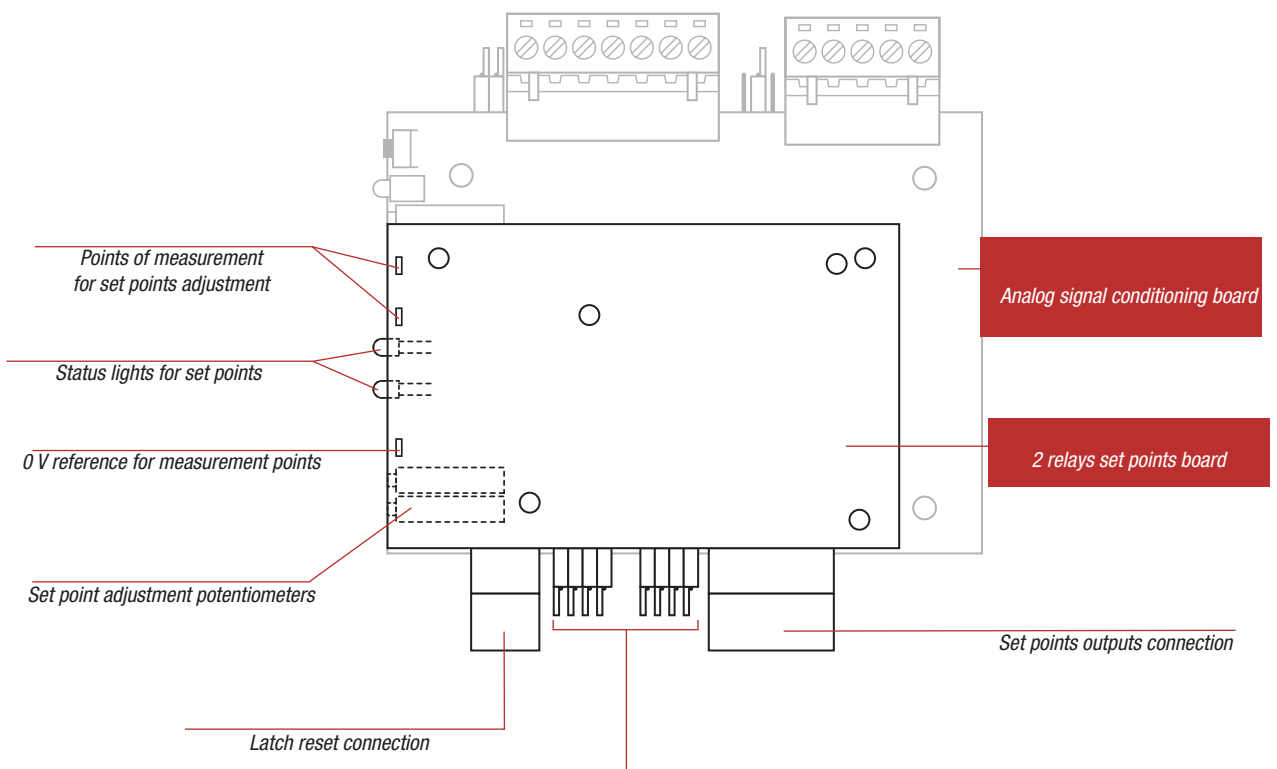 Points of measurement
for set points adjustment
Analog signal conditioning board
Status lights for set points
0 V reference for measurement points
2 relays set points board
Set point adjustment potentiometers
Set points outputs connection
Latch reset connection